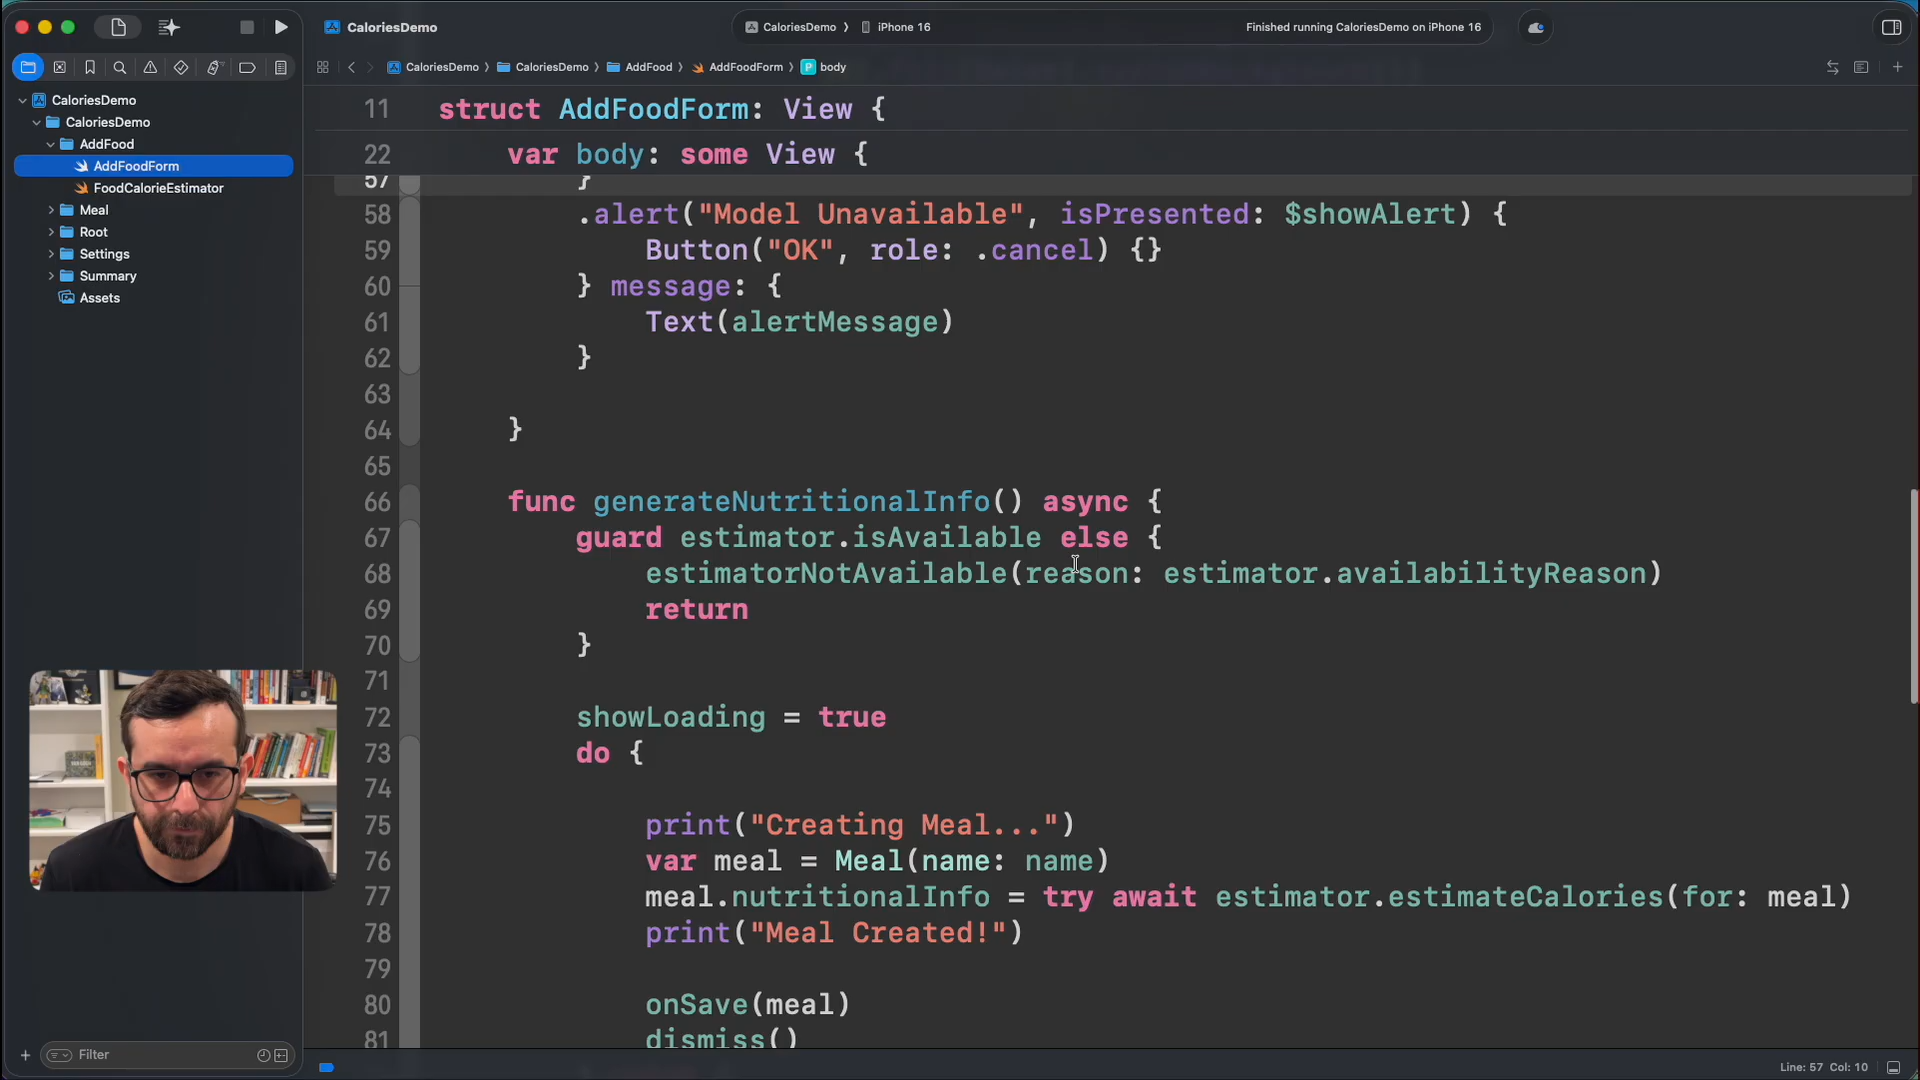 CaloriesDemo
CaloriesDemo
iPhone 16
Finished running CaloriesDemo on iPhone 16
CaloriesDemo
CaloriesDemo
AddFood
AddFoodForm
body
CaloriesDemo
CaloriesDemo
AddFood
AddFoodForm
FoodCalorieEstimator
Meal
Root
Settings
Summary
Assets
11 struct AddFoodForm: View {
22 var body: some View {
57 }
58 .alert("Model Unavailable", isPresented: $showAlert) {
59 Button("OK", role: .cancel) {}
60 } message: {
61 Text(alertMessage)
62 }
63
64 }
65
66 func generateNutritionalInfo() async {
67 guard estimator.isAvailable else {
68 estimatorNotAvailable(reason: estimator.availabilityReason)
69 return
70 }
71
72 showLoading = true
73 do {
74
75 print("Creating Meal...")
76 var meal = Meal(name: name)
77 meal.nutritionalInfo = try await estimator.estimateCalories(for: meal)
78 print("Meal Created!")
79
80 onSave(meal)
81 dismiss()
Filter
Line: 57 Col: 10